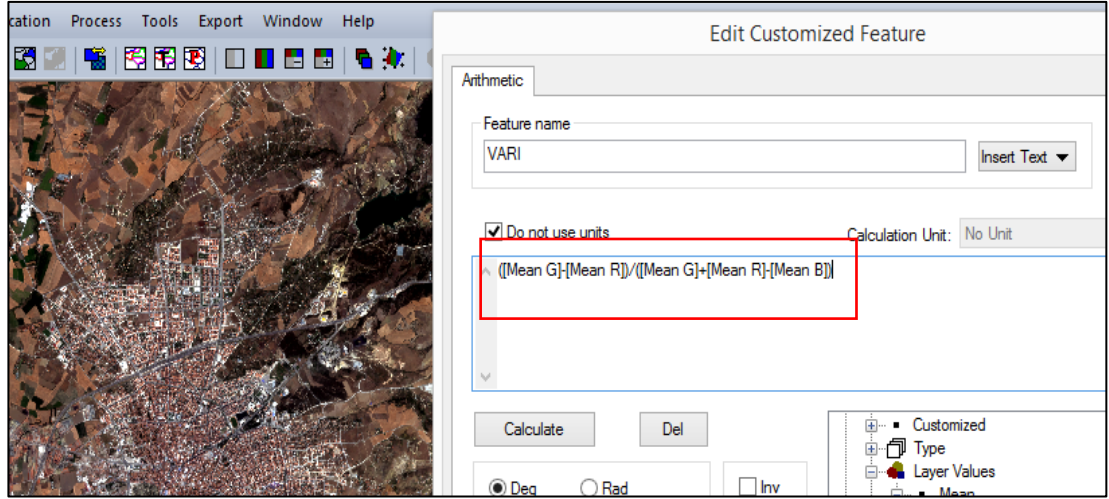 cation Process Tools Export Window Help
Edit Customized Feature
Arithmetic
Feature name
VARI
Insert Text
Do not use units
Calculation Unit: No Unit
([Mean G]-[Mean R])/([Mean G]+[Mean R]-[Mean B])
Calculate Del
Customized
Type
Layer Values
Mean
Deg Rad Inv